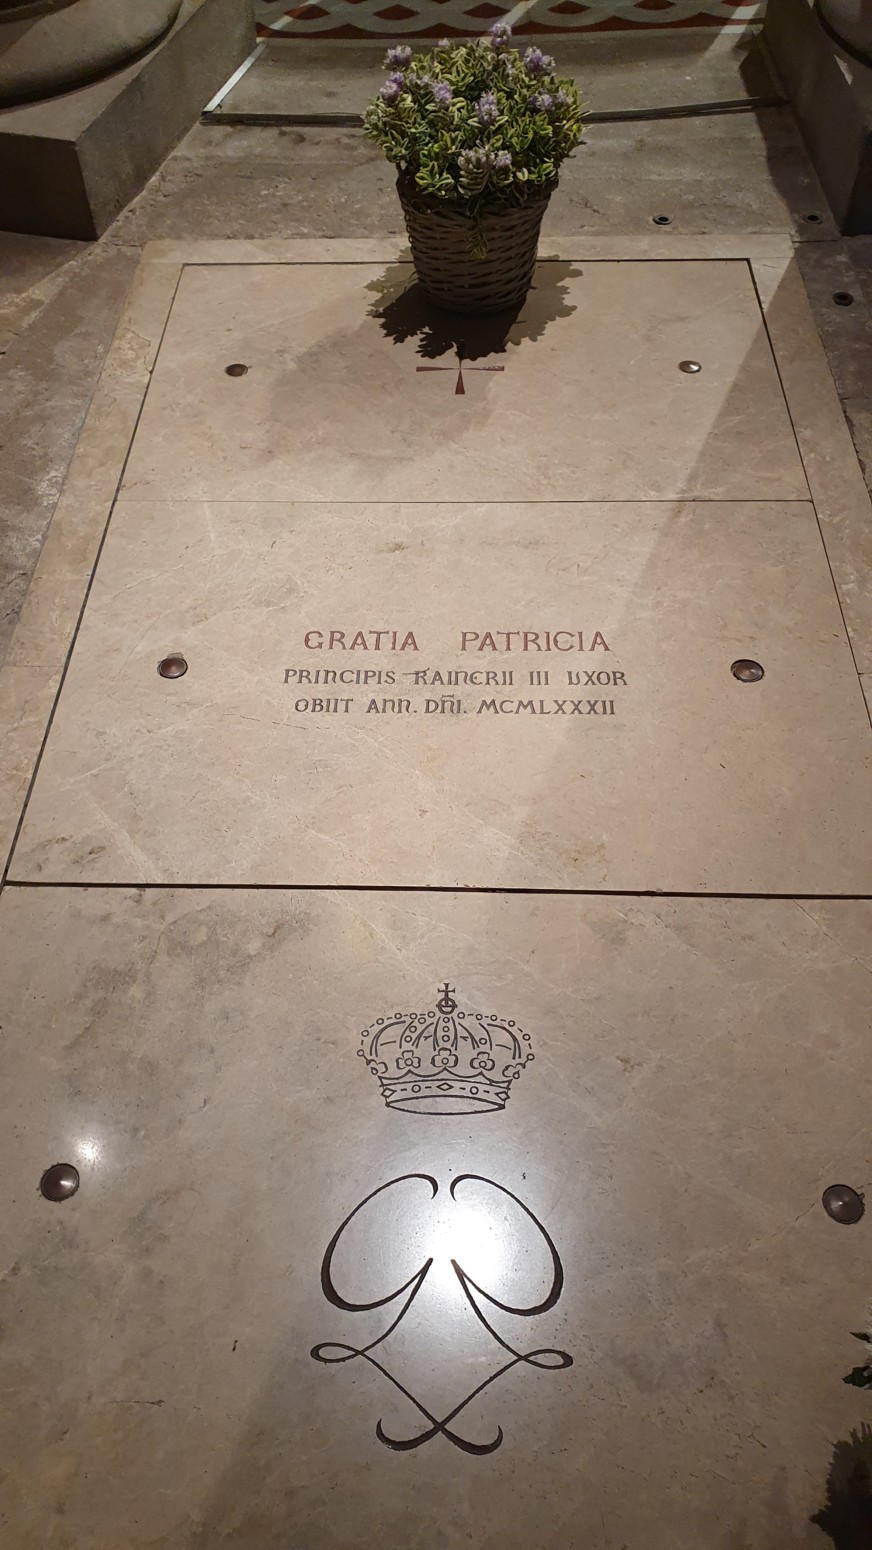 GRATIA PATRICIA
PRINCIPIS RAINERII III UXOR
OBIIT ANN. DÑI. MCMLXXXII